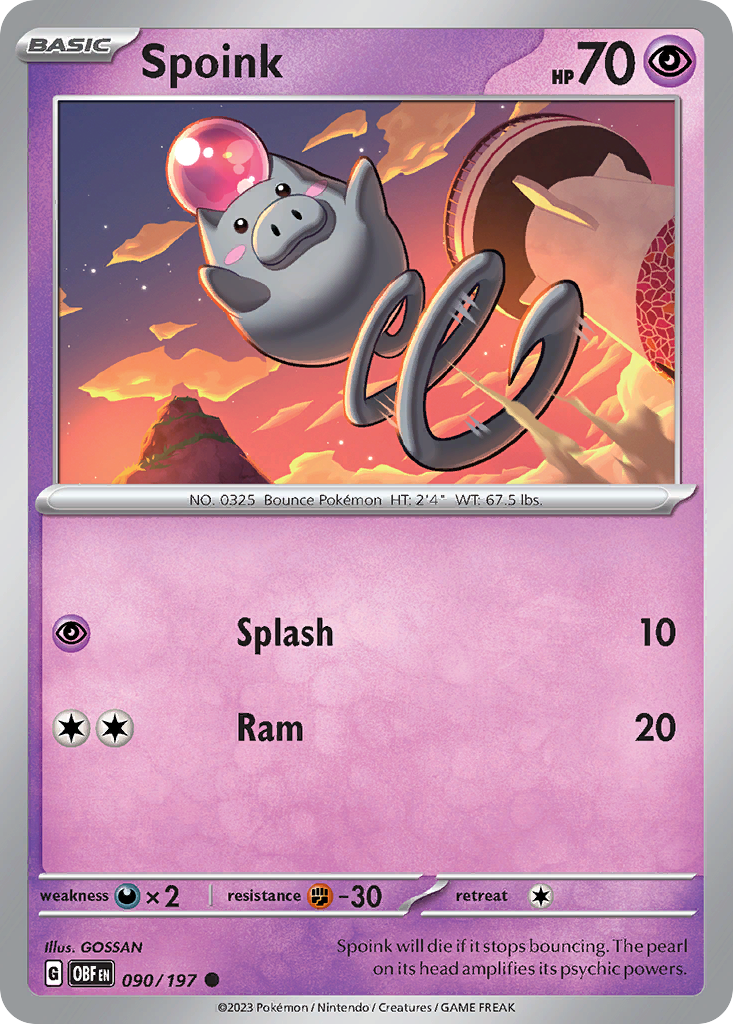 BASIC Spoink HP 70
NO. 0325 Bounce Pokémon HT: 2'4" WT: 67.5 lbs.
Splash 10
Ram 20
weakness ×2 resistance -30 retreat
Illus. GOSSAN
Spoink will die if it stops bouncing. The pearl
on its head amplifies its psychic powers.
G OBF EN 090/197
©2023 Pokémon / Nintendo / Creatures / GAME FREAK